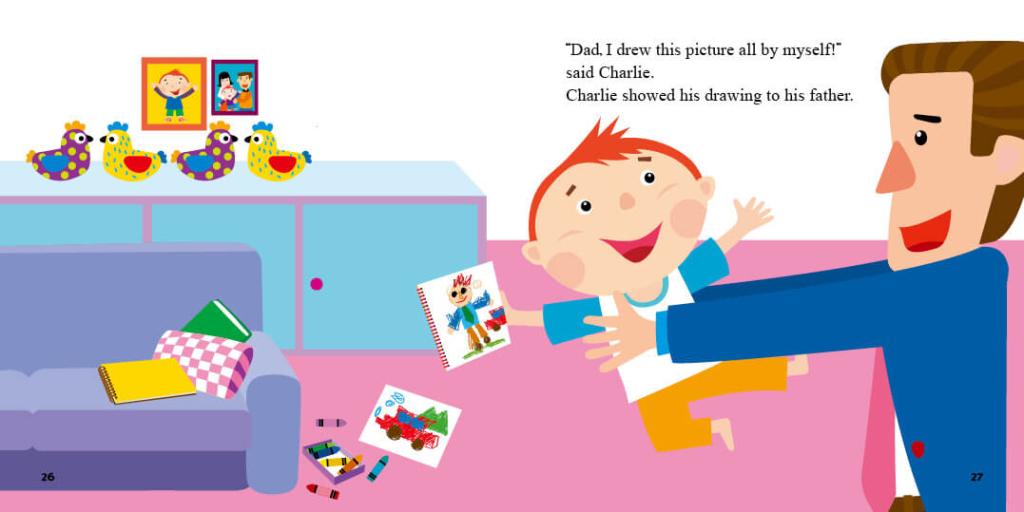 "Dad, I drew this picture all by myself!"
said Charlie.
Charlie showed his drawing to his father.
26
27